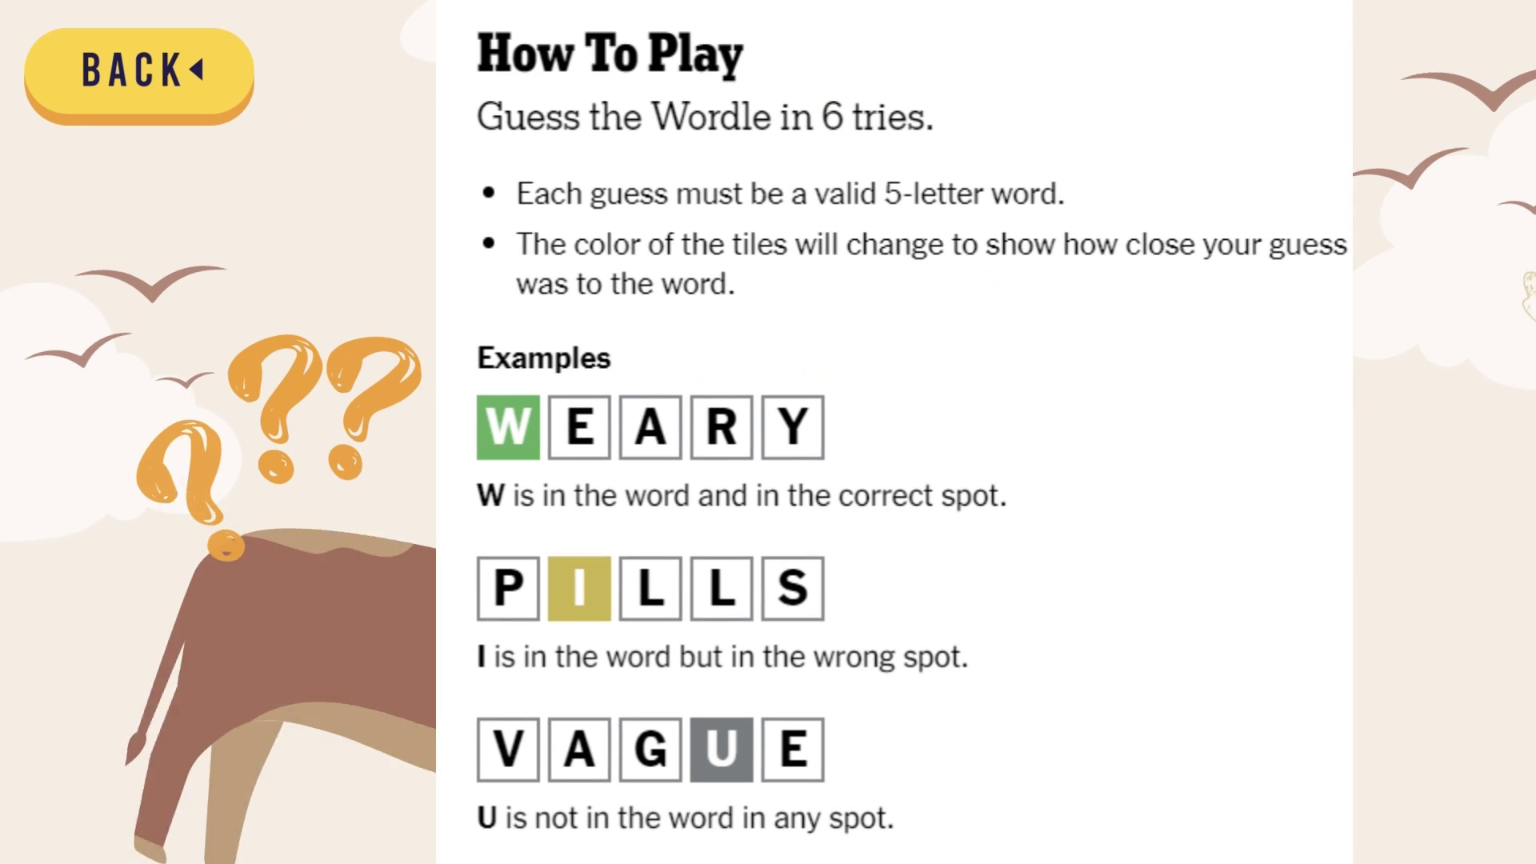 BACK
How To Play
Guess the Wordle in 6 tries.
• Each guess must be a valid 5-letter word.
• The color of the tiles will change to show how close your guess
was to the word.
Examples
W E A R Y
W is in the word and in the correct spot.
P I L L S
I is in the word but in the wrong spot.
V A G U E
U is not in the word in any spot.
???